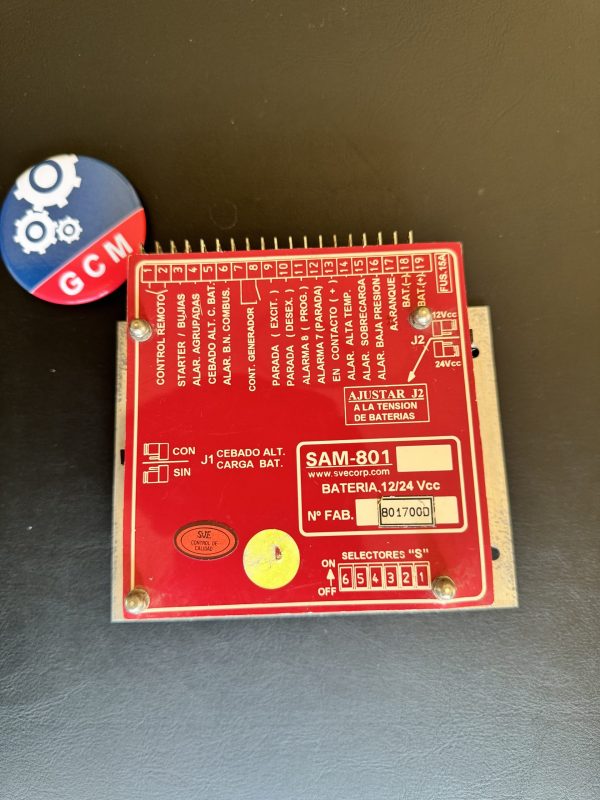 GCM
1 2 3 4 5 6 7 8 9 10 11 12 13 14 15 16 17 18 19
CONTROL REMOTO
STARTER / BUJIAS
ALAR. AGRUPADAS
CEBADO ALT. C. BAT.
ALAR. B.N. COMBUS.
CONT. GENERADOR
PARADA ( EXCIT. )
PARADA ( DESEX. )
ALARMA 8 ( PROG. )
ALARMA 7 (PARADA)
EN CONTACTO ( + )
ALAR. ALTA TEMP.
ALAR. SOBRECARGA
ALAR. BAJA PRESION
ARRANQUE
BAT.(-)
BAT.(+)
FUS.15A
12Vcc
J2
24Vcc
AJUSTAR J2
A LA TENSION
DE BATERIAS
CON
SIN
J1
CEBADO ALT.
CARGA BAT.
SAM-801
www.svecorp.com
BATERIA,12/24 Vcc
Nº FAB.
801700D
SVE
CONTROL DE
CALIDAD
SELECTORES "S"
ON
OFF
6 5 4 3 2 1